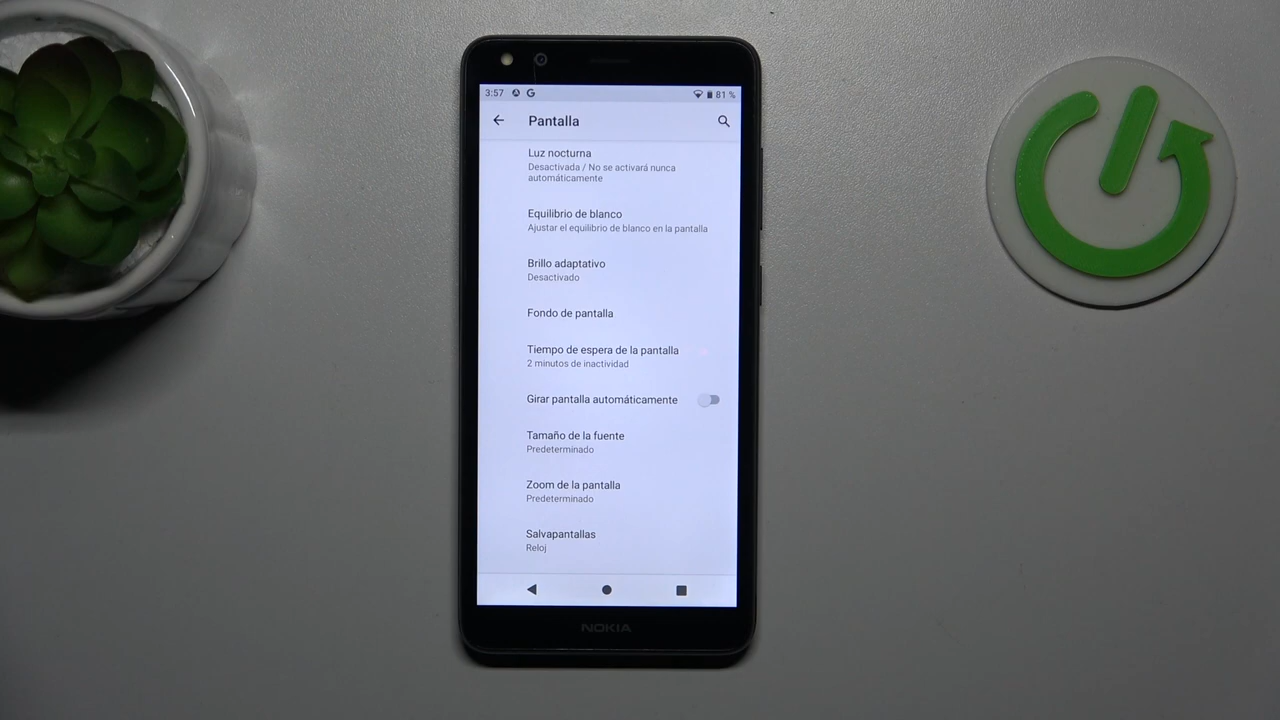 3:57 G 81 %
Pantalla
Luz nocturna
Desactivada / No se activará nunca
automáticamente
Equilibrio de blanco
Ajustar el equilibrio de blanco en la pantalla
Brillo adaptativo
Desactivado
Fondo de pantalla
Tiempo de espera de la pantalla
2 minutos de inactividad
Girar pantalla automáticamente
Tamaño de la fuente
Predeterminado
Zoom de la pantalla
Predeterminado
Salvapantallas
Reloj
NOKIA